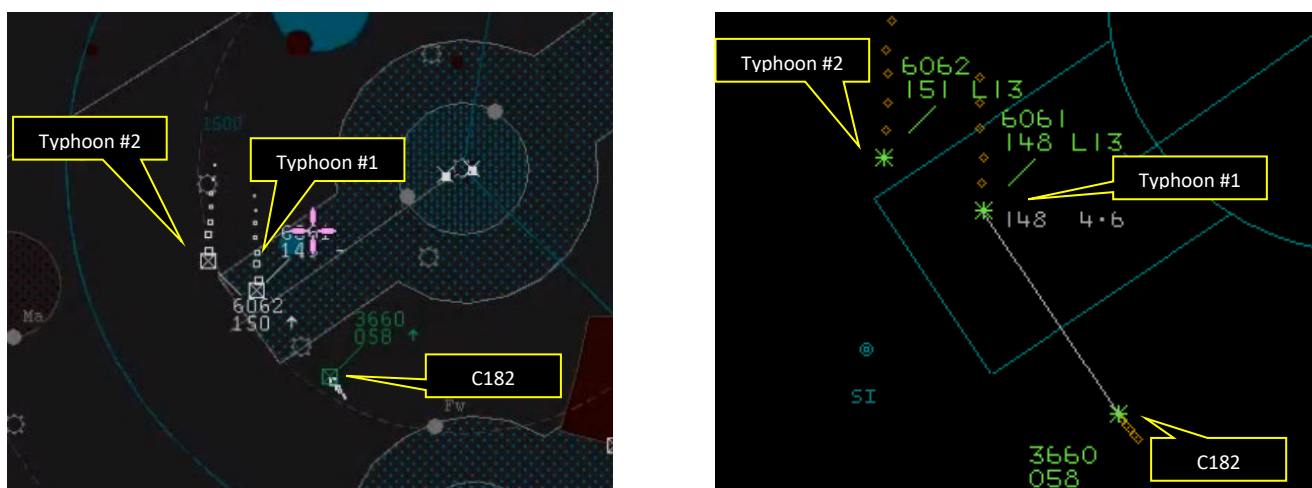 Typhoon #2
Typhoon #1
1500
6062
150 ↑
3660
058 ↑
C182
Ma
Fw
Typhoon #2
6062
151 L13
6061
148 L13
Typhoon #1
148 4·6
SI
3660
058
C182